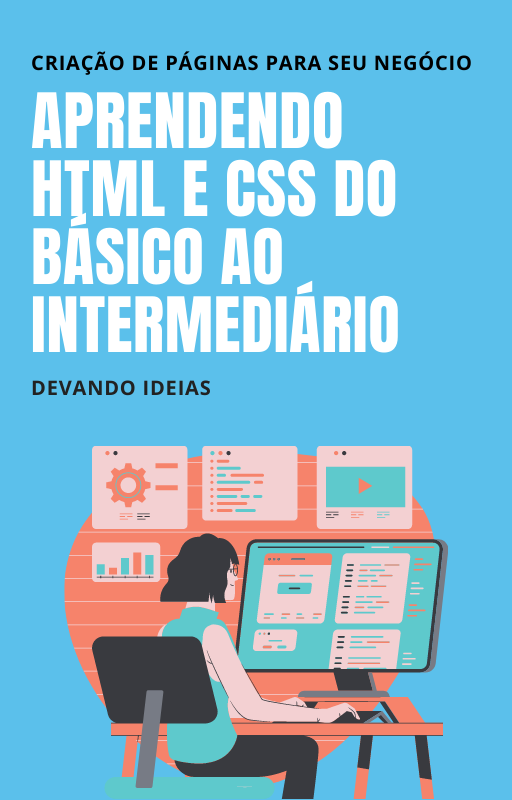 CRIAÇÃO DE PÁGINAS PARA SEU NEGÓCIO
APRENDENDO
HTML E CSS DO
BÁSICO AO
INTERMEDIÁRIO
DEVANDO IDEIAS